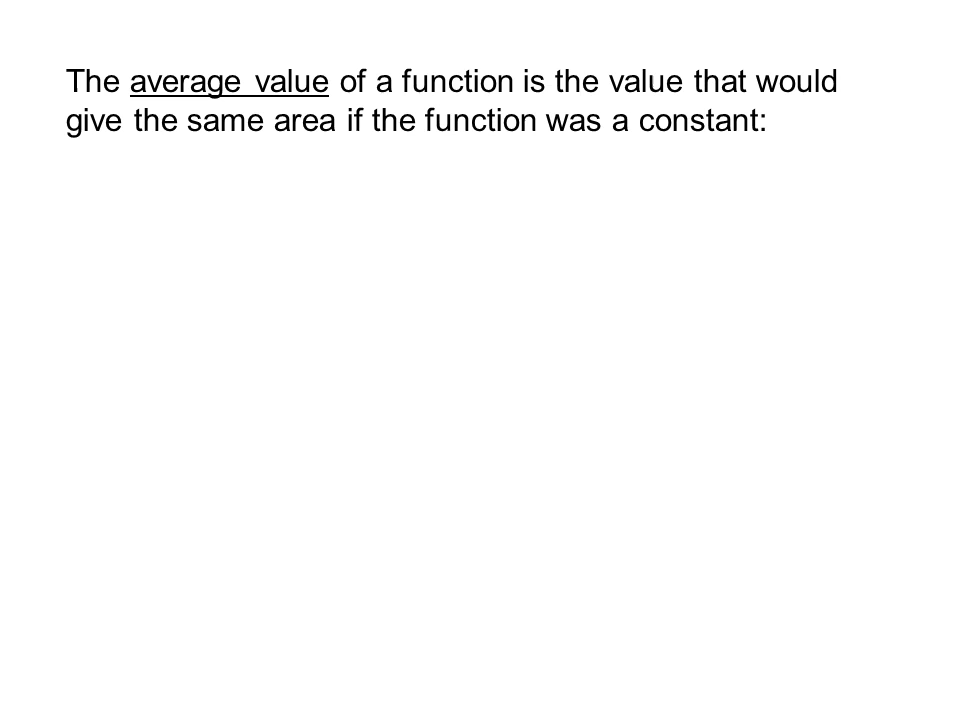 The average value of a function is the value that would
give the same area if the function was a constant: